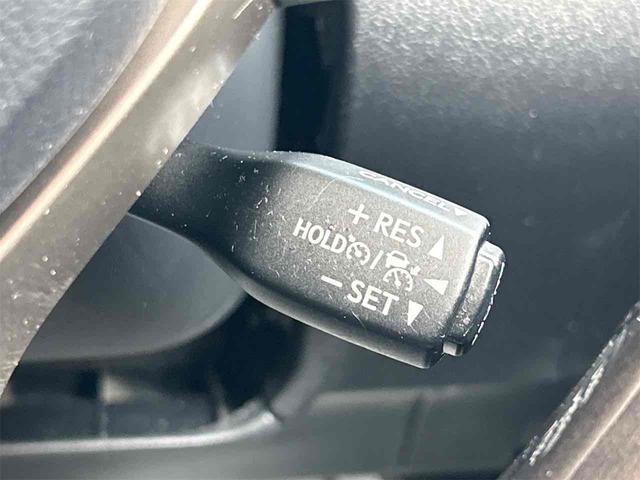 CANCEL
+ RES
HOLD /
− SET